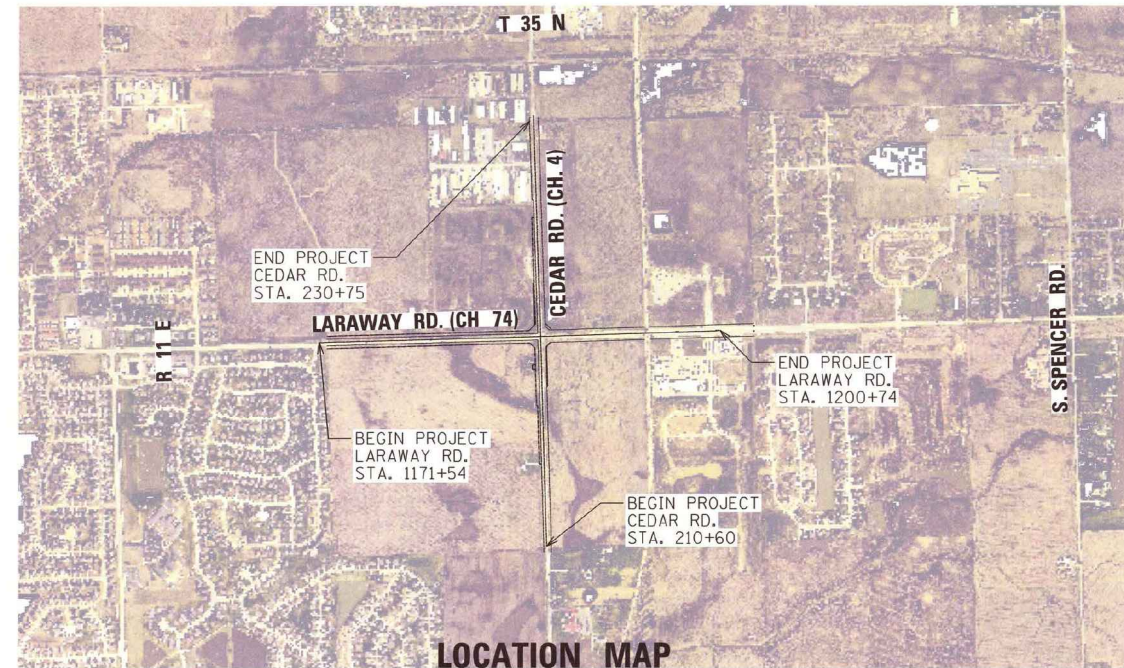 T 35 N
CEDAR RD. (CH. 4)
END PROJECT
CEDAR RD.
STA. 230+75
LARAWAY RD. (CH 74)
R 11 E
S. SPENCER RD.
END PROJECT
LARAWAY RD.
STA. 1200+74
BEGIN PROJECT
LARAWAY RD.
STA. 1171+54
BEGIN PROJECT
CEDAR RD.
STA. 210+60
LOCATION MAP